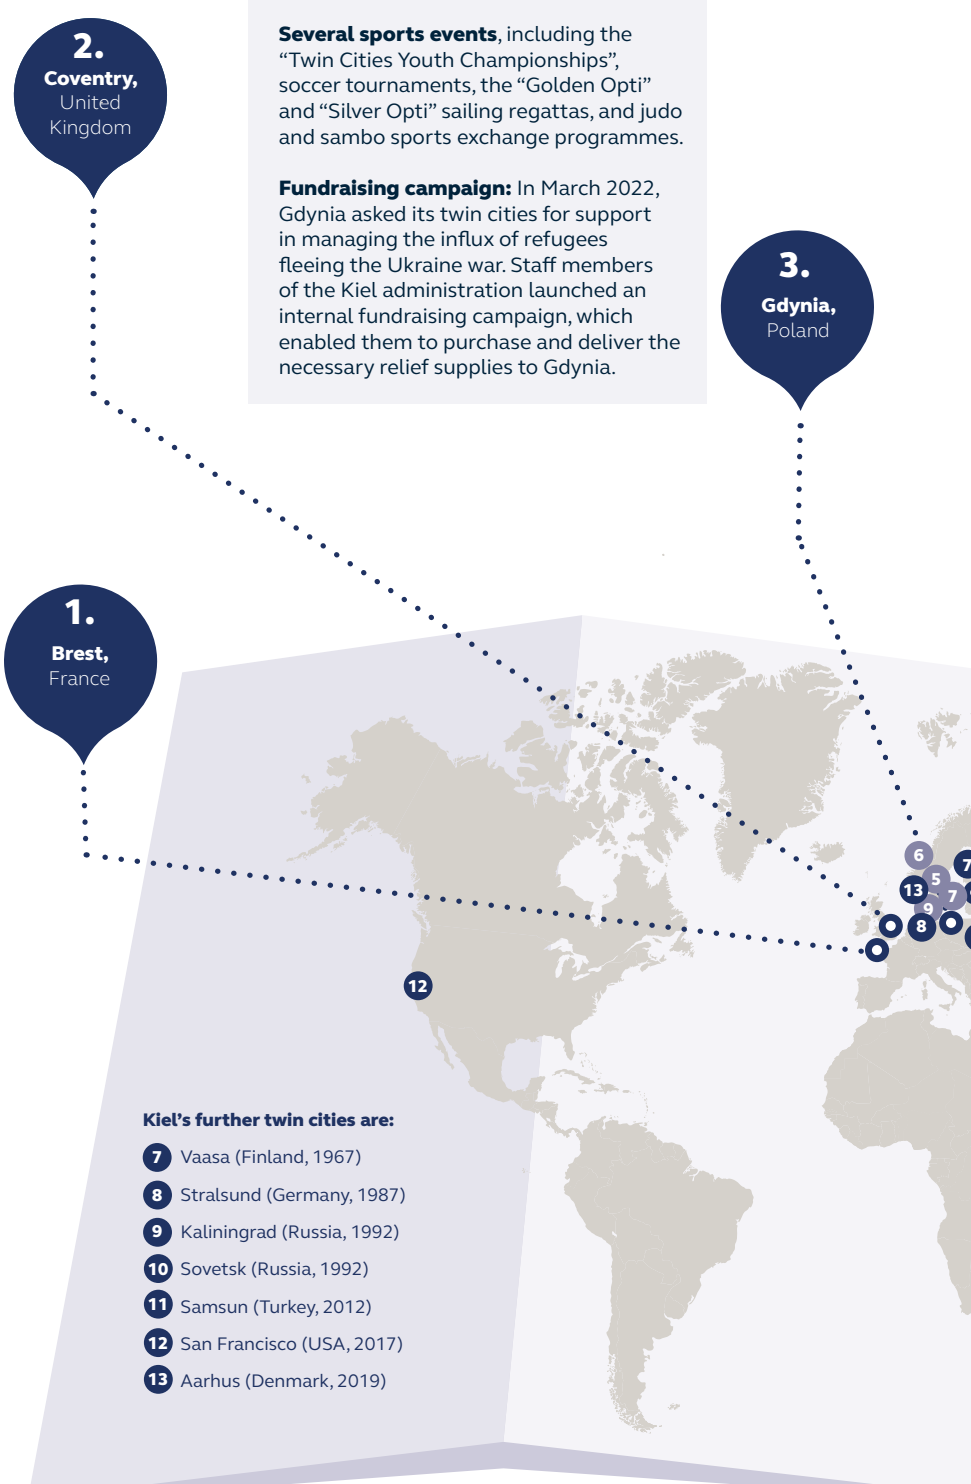 2.
Coventry,
United
Kingdom
Several sports events, including the
“Twin Cities Youth Championships”,
soccer tournaments, the “Golden Opti”
and “Silver Opti” sailing regattas, and judo
and sambo sports exchange programmes.
Fundraising campaign: In March 2022,
Gdynia asked its twin cities for support
in managing the influx of refugees
fleeing the Ukraine war. Staff members
of the Kiel administration launched an
internal fundraising campaign, which
enabled them to purchase and deliver the
necessary relief supplies to Gdynia.
3.
Gdynia,
Poland
1.
Brest,
France
6
7
5
13
7
9
8
12
Kiel’s further twin cities are:
7 Vaasa (Finland, 1967)
8 Stralsund (Germany, 1987)
9 Kaliningrad (Russia, 1992)
10 Sovetsk (Russia, 1992)
11 Samsun (Turkey, 2012)
12 San Francisco (USA, 2017)
13 Aarhus (Denmark, 2019)